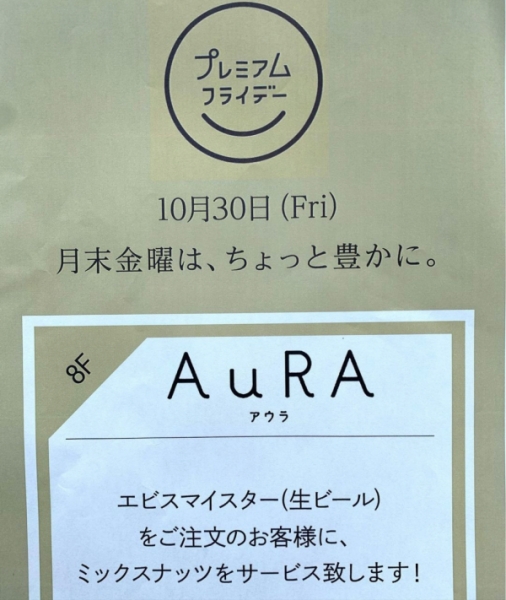 プレミアム
フライデー
10月30日(Fri)
月末金曜は、ちょっと豊かに。
8F
AuRA
アウラ
エビスマイスター(生ビール)
をご注文のお客様に、
ミックスナッツをサービス致します!